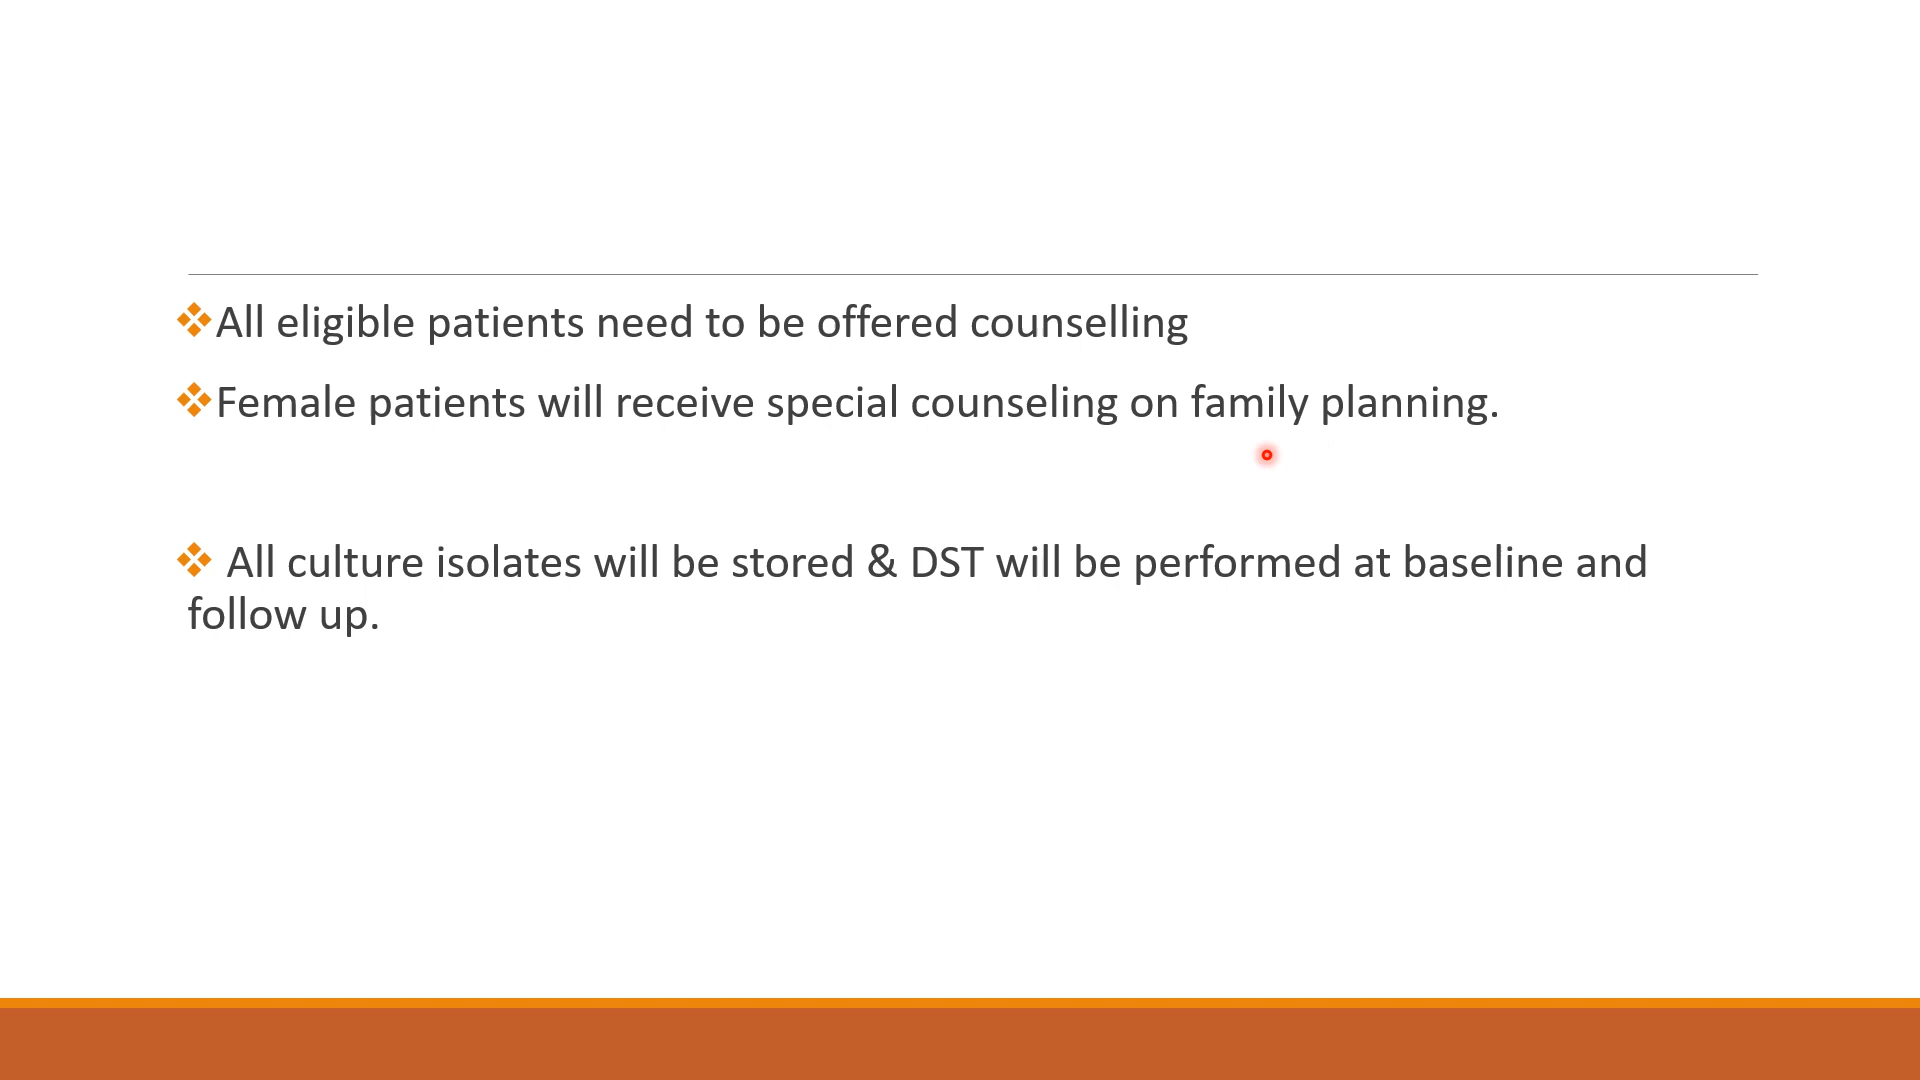 ❖All eligible patients need to be offered counselling
❖Female patients will receive special counseling on family planning.
❖ All culture isolates will be stored & DST will be performed at baseline and
follow up.